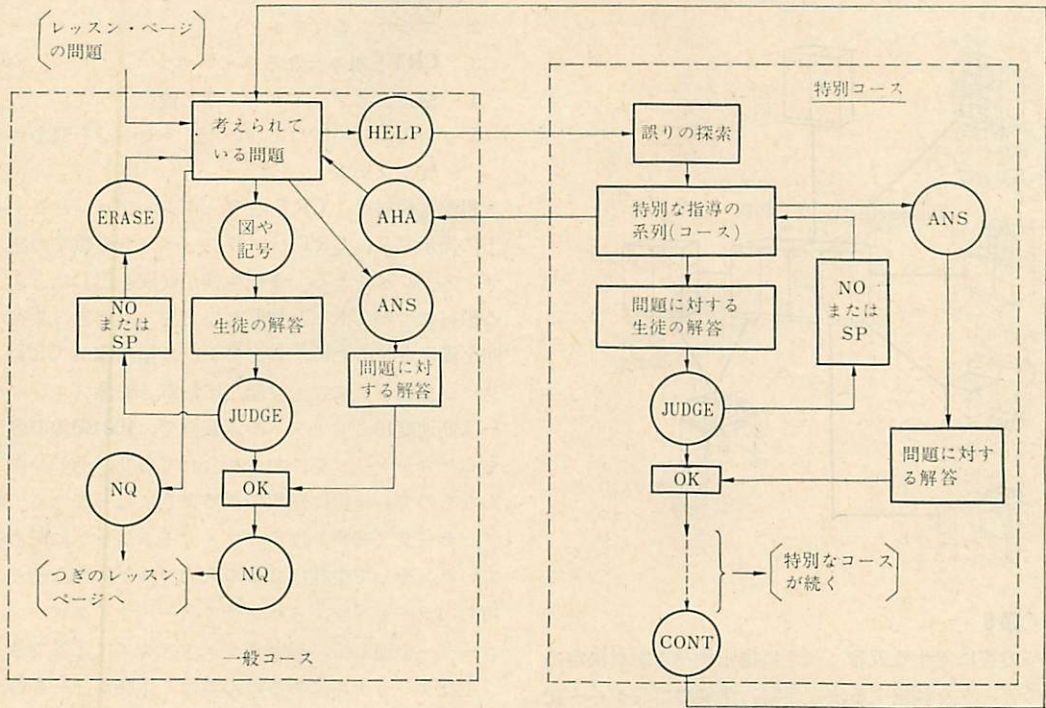 レッスン・ページ
の問題
考えられて
いる問題
HELP
ERASE
図や
記号
AHA
ANS
NO
または
SP
生徒の解答
問題に対
する解答
JUDGE
NQ
OK
NQ
つぎのレッスン
ページへ
一般コース
特別コース
誤りの探索
特別な指導の
系列(コース)
ANS
問題に対する
生徒の解答
NO
または
SP
JUDGE
問題に対す
る解答
OK
特別なコース
が続く
CONT